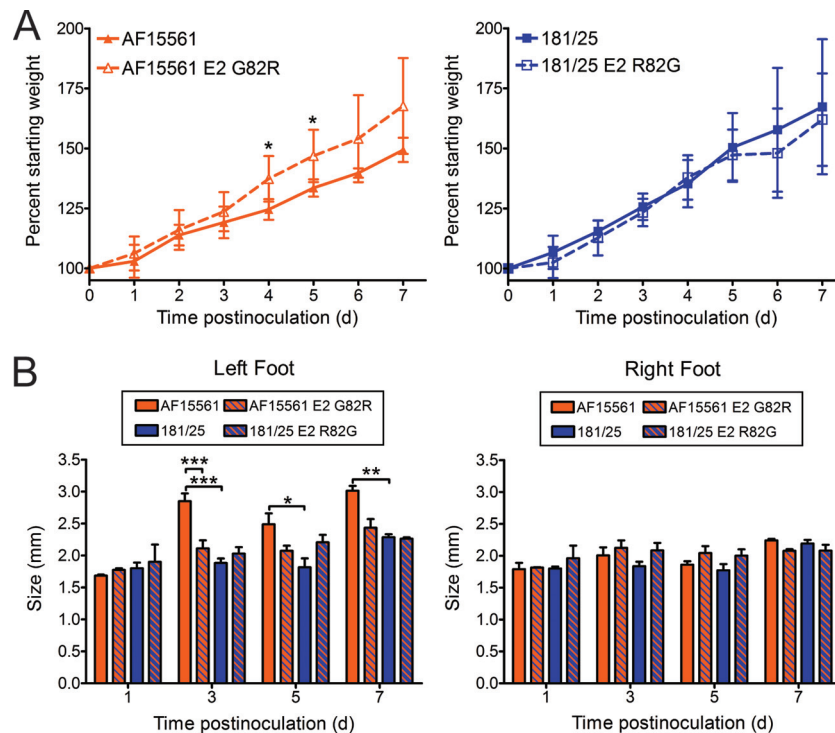 A
AF15561
AF15561 E2 G82R
Percent starting weight
200
175
150
125
100
* *
0 1 2 3 4 5 6 7
Time postinoculation (d)
181/25
181/25 E2 R82G
Percent starting weight
200
175
150
125
100
0 1 2 3 4 5 6 7
Time postinoculation (d)
B
Left Foot
AF15561 AF15561 E2 G82R
181/25 181/25 E2 R82G
Size (mm)
3.5
3.0
2.5
2.0
1.5
1.0
0.5
0.0
***
***
*
**
1 3 5 7
Time postinoculation (d)
Right Foot
AF15561 AF15561 E2 G82R
181/25 181/25 E2 R82G
Size (mm)
3.5
3.0
2.5
2.0
1.5
1.0
0.5
0.0
1 3 5 7
Time postinoculation (d)